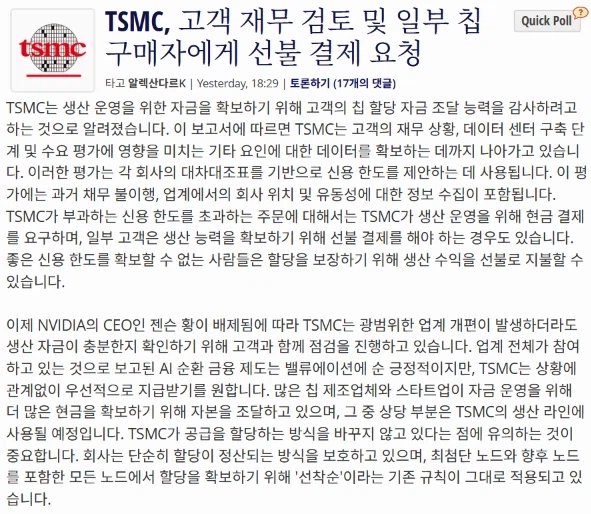 tsmc
TSMC, 고객 재무 검토 및 일부 칩
구매자에게 선불 결제 요청
Quick Poll
?
타고 알렉산다르K | Yesterday, 18:29 | 토론하기 (17개의 댓글)
TSMC는 생산 운영을 위한 자금을 확보하기 위해 고객의 칩 할당 자금 조달 능력을 감사하려고
하는 것으로 알려졌습니다. 이 보고서에 따르면 TSMC는 고객의 재무 상황, 데이터 센터 구축 단
계 및 수요 평가에 영향을 미치는 기타 요인에 대한 데이터를 확보하는 데까지 나아가고 있습니
다. 이러한 평가는 각 회사의 대차대조표를 기반으로 신용 한도를 제안하는 데 사용됩니다. 이 평
가에는 과거 채무 불이행, 업계에서의 회사 위치 및 유동성에 대한 정보 수집이 포함됩니다.
TSMC가 부과하는 신용 한도를 초과하는 주문에 대해서는 TSMC가 생산 운영을 위해 현금 결제
를 요구하며, 일부 고객은 생산 능력을 확보하기 위해 선불 결제를 해야 하는 경우도 있습니다.
좋은 신용 한도를 확보할 수 없는 사람들은 할당을 보장하기 위해 생산 수익을 선불로 지불할 수
있습니다.
이제 NVIDIA의 CEO인 젠슨 황이 배제됨에 따라 TSMC는 광범위한 업계 개편이 발생하더라도
생산 자금이 충분한지 확인하기 위해 고객과 함께 점검을 진행하고 있습니다. 업계 전체가 참여
하고 있는 것으로 보고된 AI 순환 금융 제도는 밸류에이션에 순 긍정적이지만, TSMC는 상황에
관계없이 우선적으로 지급받기를 원합니다. 많은 칩 제조업체와 스타트업이 자금 운영을 위해
더 많은 현금을 확보하기 위해 자본을 조달하고 있으며, 그 중 상당 부분은 TSMC의 생산 라인에
사용될 예정입니다. TSMC가 공급을 할당하는 방식을 바꾸지 않고 있다는 점에 유의하는 것이
중요합니다. 회사는 단순히 할당이 정산되는 방식을 보호하고 있으며, 최첨단 노드와 향후 노드
를 포함한 모든 노드에서 할당을 확보하기 위해 '선착순'이라는 기존 규칙이 그대로 적용되고 있
습니다.